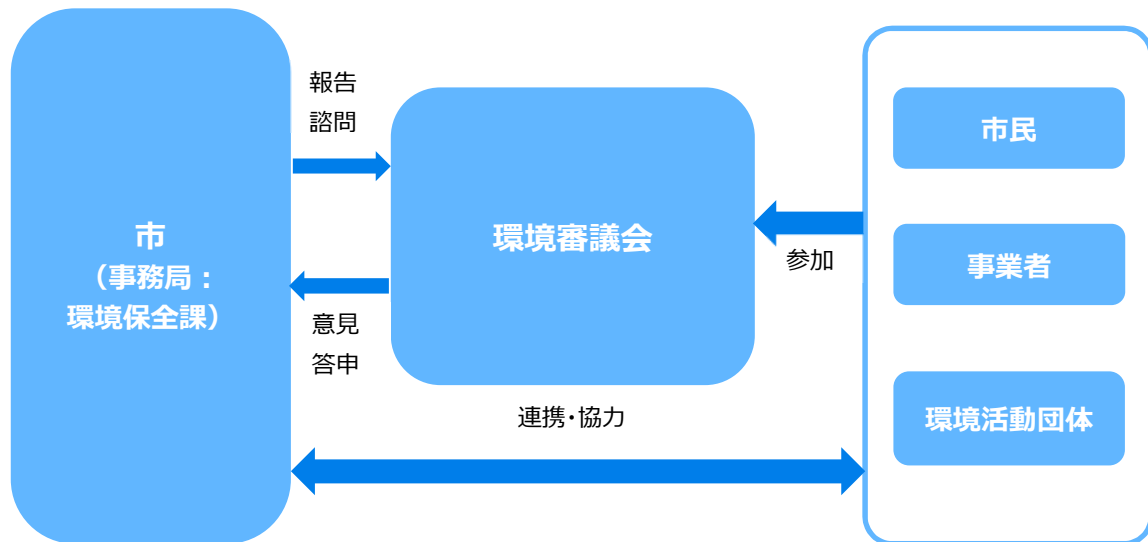 市
（事務局：
環境保全課）
報告
諮問
意見
答申
環境審議会
連携・協力
参加
市民
事業者
環境活動団体